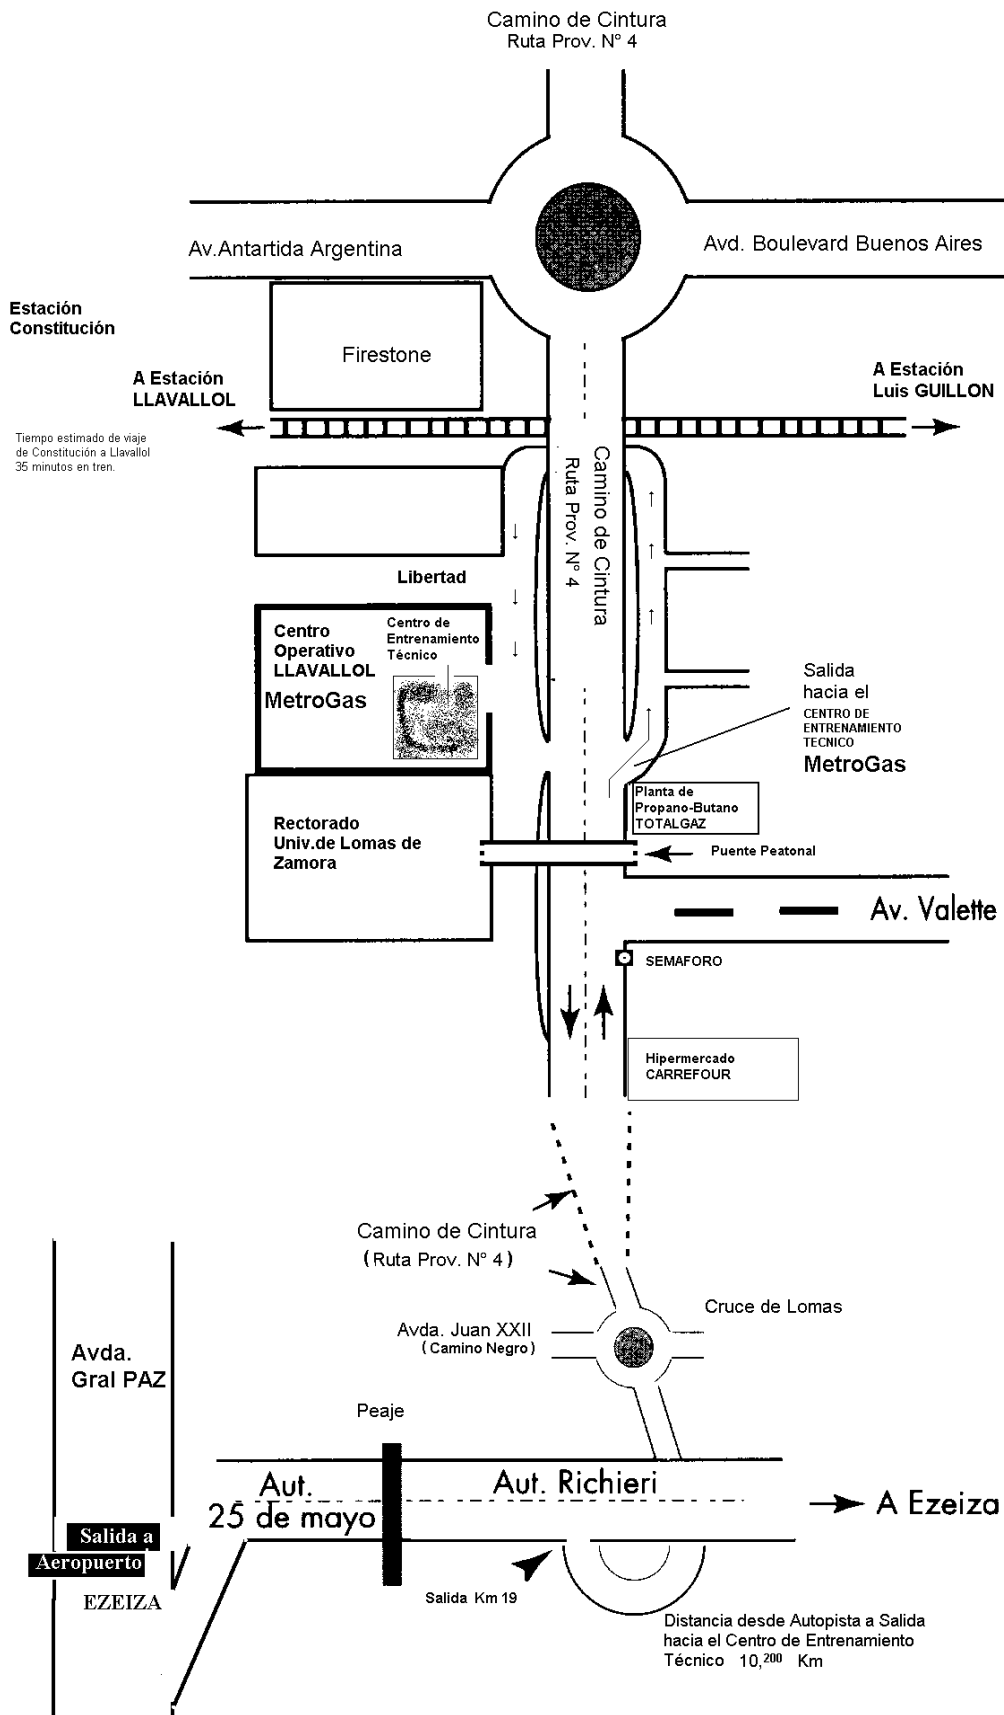 Camino de Cintura
Ruta Prov. N° 4
Av.Antartida Argentina
Avd. Boulevard Buenos Aires
Estación
Constitución
Firestone
A Estación
LLAVALLOL
A Estación
Luis GUILLON
Tiempo estimado de viaje
de Constitución a Llavallol
35 minutos en tren.
Camino de Cintura
Ruta Prov. N° 4
Libertad
Centro
Operativo
LLAVALLOL
MetroGas
Centro de
Entrenamiento
Técnico
Salida
hacia el
CENTRO DE
ENTRENAMIENTO
TECNICO
MetroGas
Planta de
Propano-Butano
TOTALGAZ
Rectorado
Univ.de Lomas de
Zamora
Puente Peatonal
Av. Valette
SEMAFORO
Hipermercado
CARREFOUR
Camino de Cintura
(Ruta Prov. N° 4)
Cruce de Lomas
Avda. Juan XXII
(Camino Negro)
Avda.
Gral PAZ
Peaje
Aut.
25 de mayo
Aut. Richieri
A Ezeiza
Salida a
Aeropuerto
EZEIZA
Salida Km 19
Distancia desde Autopista a Salida
hacia el Centro de Entrenamiento
Técnico 10,200 Km